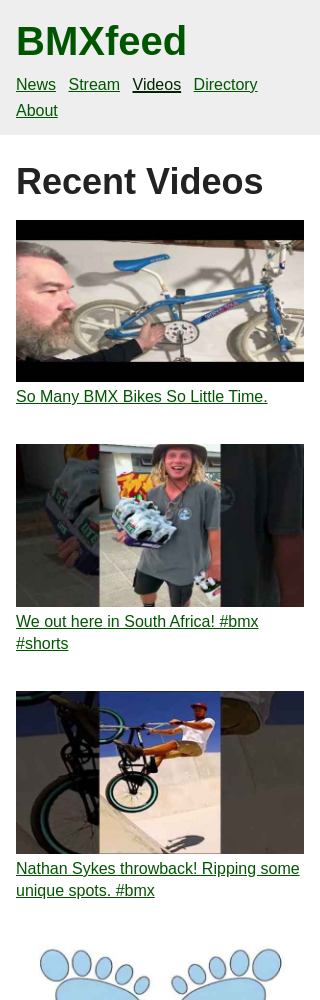 BMXfeed
News Stream Videos Directory
About
Recent Videos
So Many BMX Bikes So Little Time.
We out here in South Africa! #bmx
#shorts
Nathan Sykes throwback! Ripping some
unique spots. #bmx